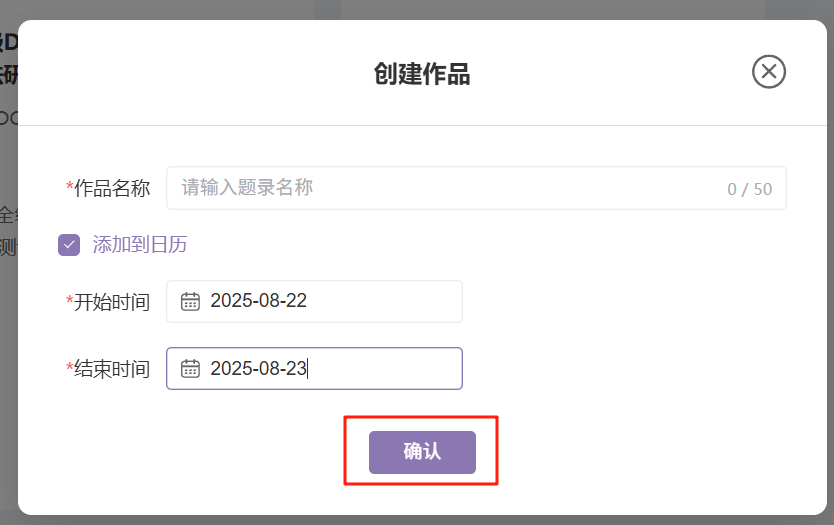 创建作品
*作品名称 请输入题录名称 0 / 50
添加到日历
*开始时间 2025-08-22
*结束时间 2025-08-23
确认